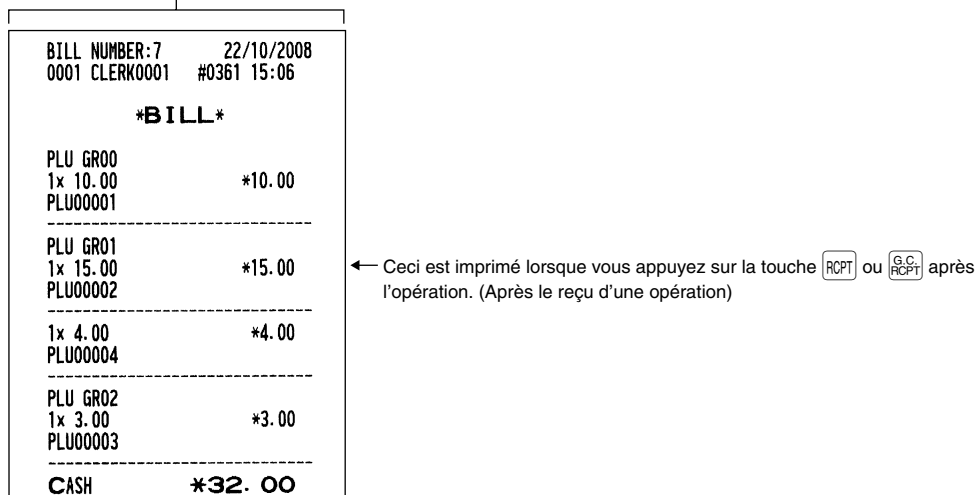 BILL NUMBER:7 22/10/2008
0001 CLERK0001 #0361 15:06
*BILL*
PLU GR00
1x 10.00 *10.00
PLU00001
PLU GR01
1x 15.00 *15.00
PLU00002
1x 4.00 *4.00
PLU00004
PLU GR02
1x 3.00 *3.00
PLU00003
CASH *32.00
Ceci est imprimé lorsque vous appuyez sur la touche RCPT ou G.C. RCPT après
l'opération. (Après le reçu d'une opération)